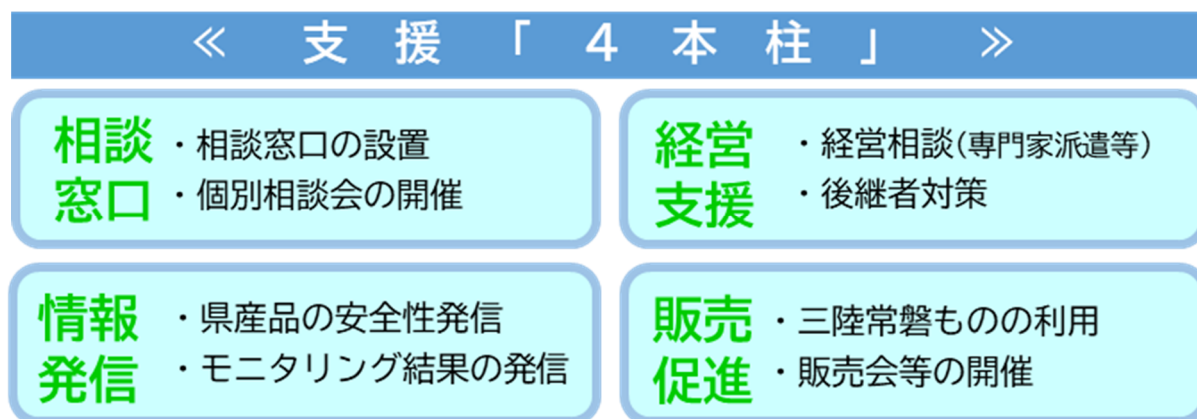 ≪ 支援「４本柱」 ≫
相談
窓口
・相談窓口の設置
・個別相談会の開催
経営
支援
・経営相談(専門家派遣等)
・後継者対策
情報
発信
・県産品の安全性発信
・モニタリング結果の発信
販売
促進
・三陸常磐ものの利用
・販売会等の開催